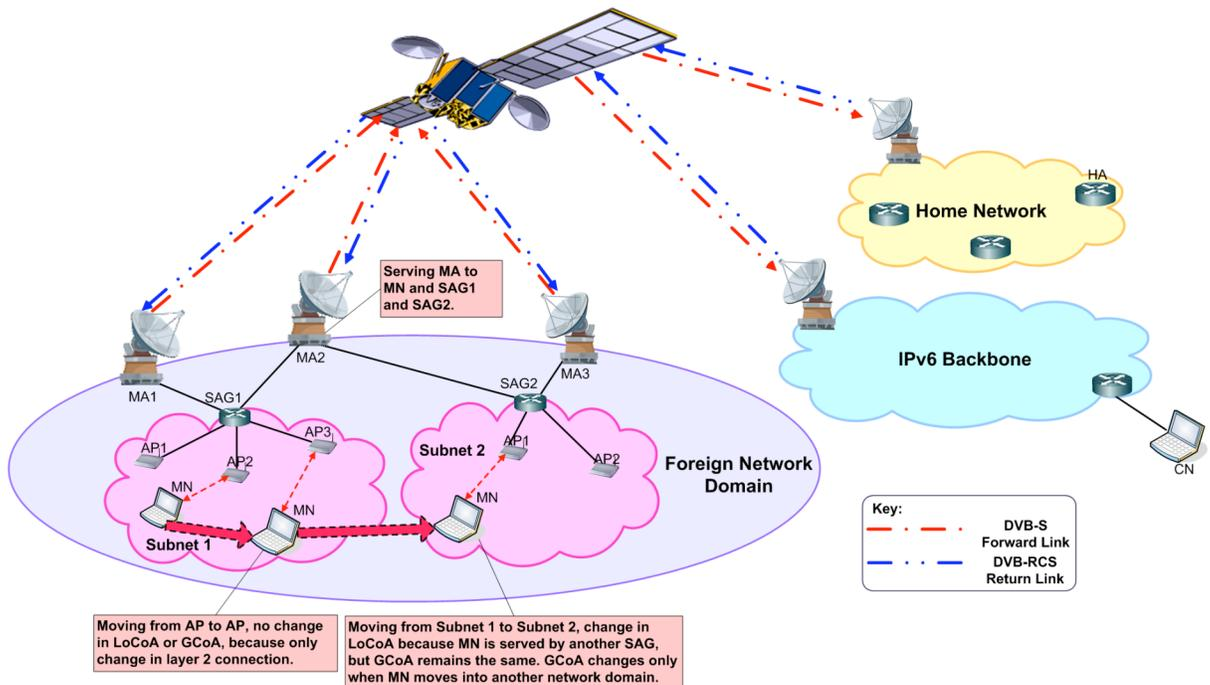 HA
Home Network
Serving MA to
MN and SAG1
and SAG2.
IPv6 Backbone
MA2
MA3
MA1
SAG1
SAG2
CN
AP3
AP1
AP2
Subnet 2
AP1
AP2
Foreign Network
Domain
MN
MN
MN
Subnet 1
Key:
DVB-S
Forward Link
DVB-RCS
Return Link
Moving from AP to AP, no change
in LoCoA or GCoA, because only
change in layer 2 connection.
Moving from Subnet 1 to Subnet 2, change in
LoCoA because MN is served by another SAG,
but GCoA remains the same. GCoA changes only
when MN moves into another network domain.